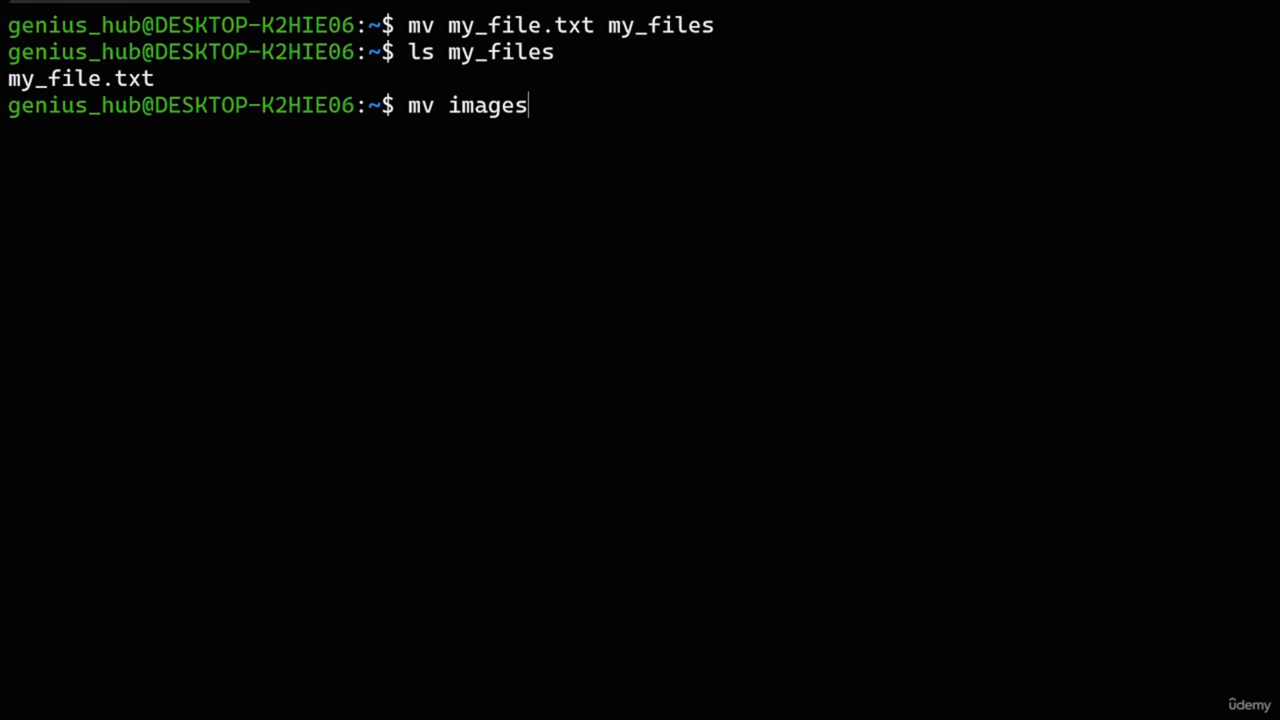 genius_hub@DESKTOP-K2HIE06:~$ mv my_file.txt my_files
genius_hub@DESKTOP-K2HIE06:~$ ls my_files
my_file.txt
genius_hub@DESKTOP-K2HIE06:~$ mv images
ûdemy